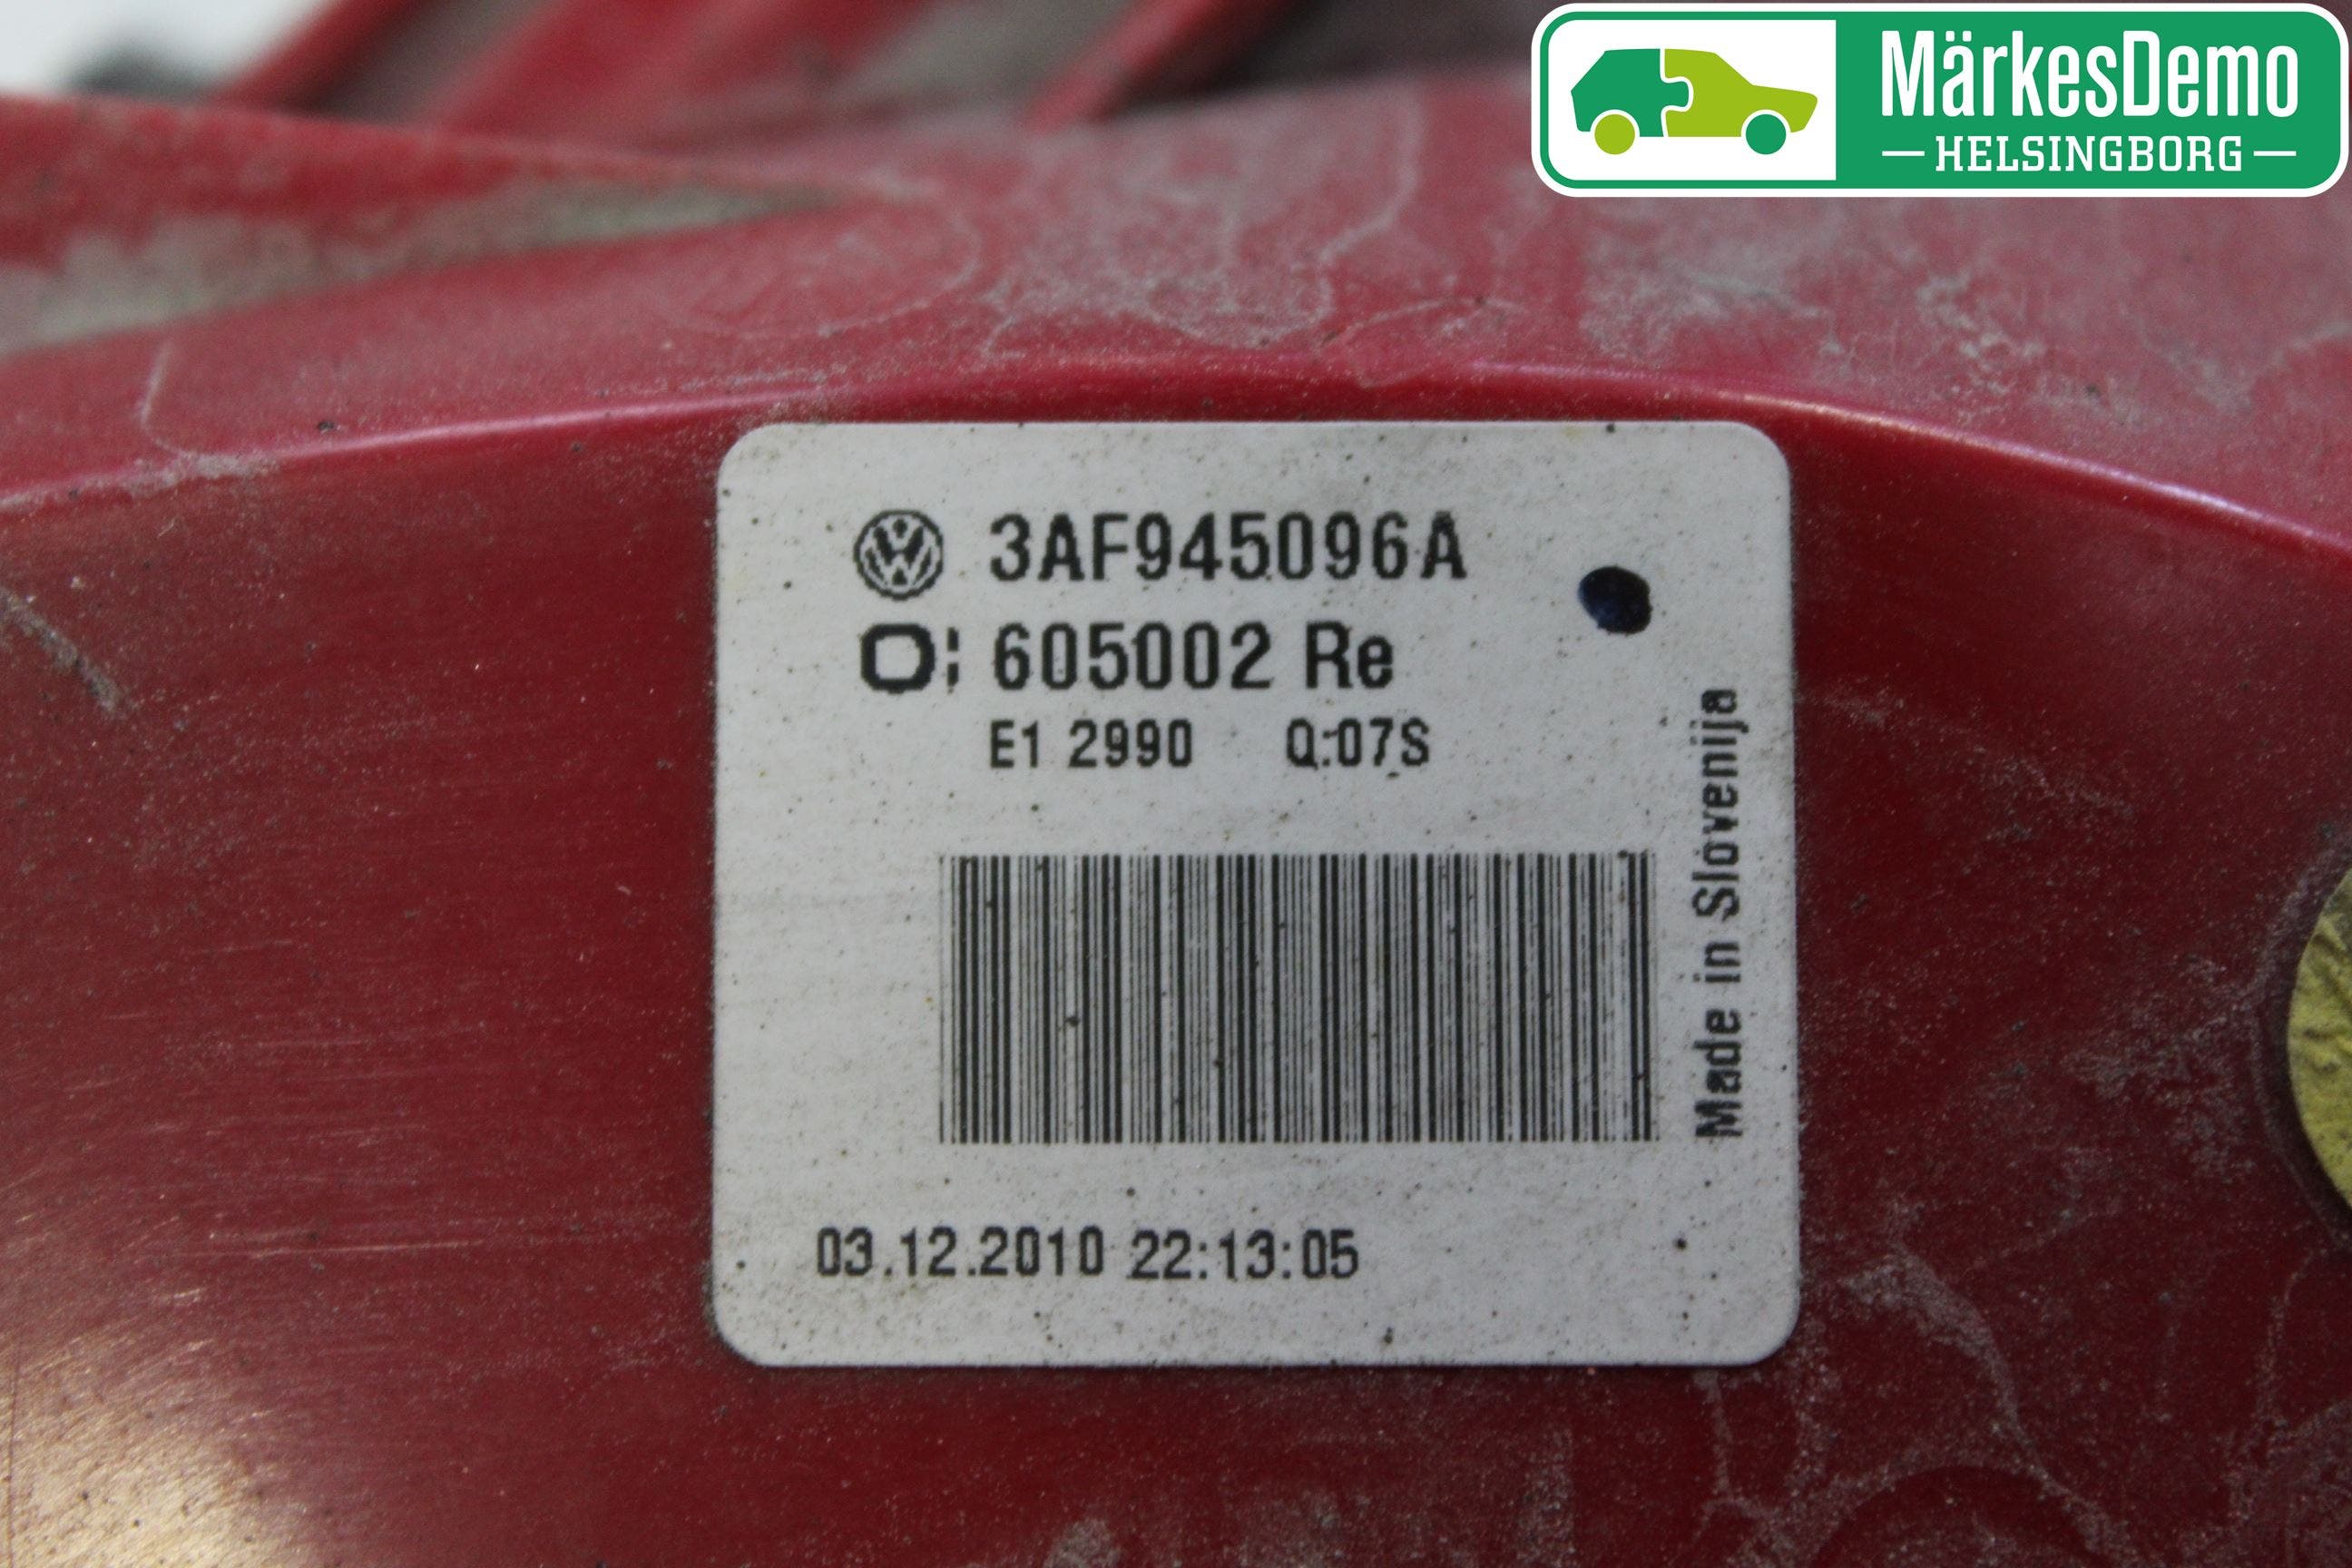 MärkesDemo
HELSINGBORG
3AF945096A
605002 Re
E1 2990 Q:07S
Made in Slovenija
03.12.2010 22:13:05